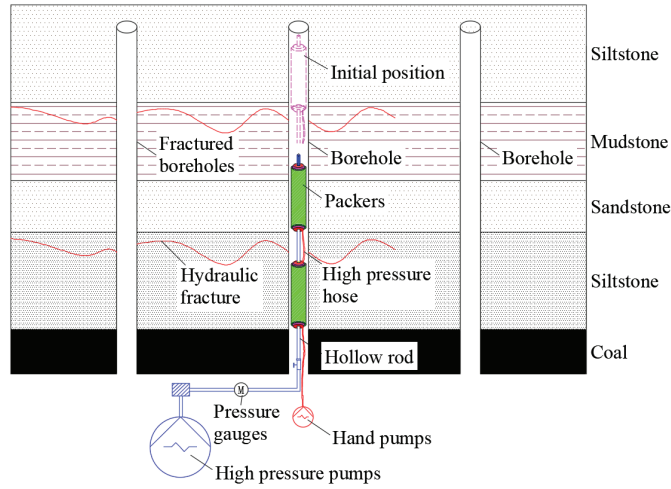 Siltstone
Initial position
Fractured
boreholes
Borehole
Mudstone
Borehole
Packers
Sandstone
Hydraulic
fracture
High pressure
hose
Siltstone
Hollow rod
Coal
M
Pressure
gauges
Hand pumps
High pressure pumps